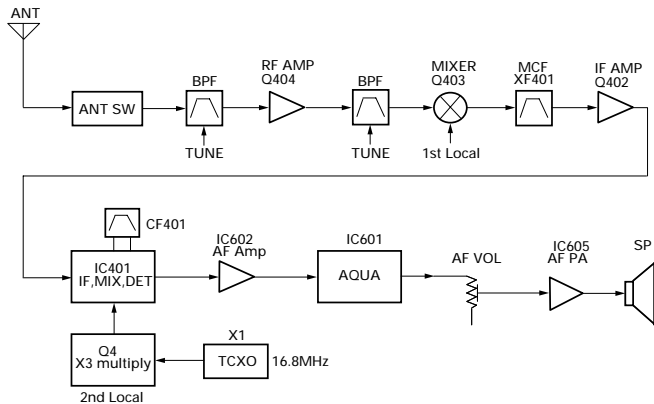 ANT
ANT SW
BPF
TUNE
RF AMP
Q404
BPF
TUNE
MIXER
Q403
1st Local
MCF
XF401
IF AMP
Q402
CF401
IC401
IF,MIX,DET
IC602
AF Amp
IC601
AQUA
AF VOL
IC605
AF PA
SP
Q4
X3 multiply
2nd Local
X1
TCXO
16.8MHz